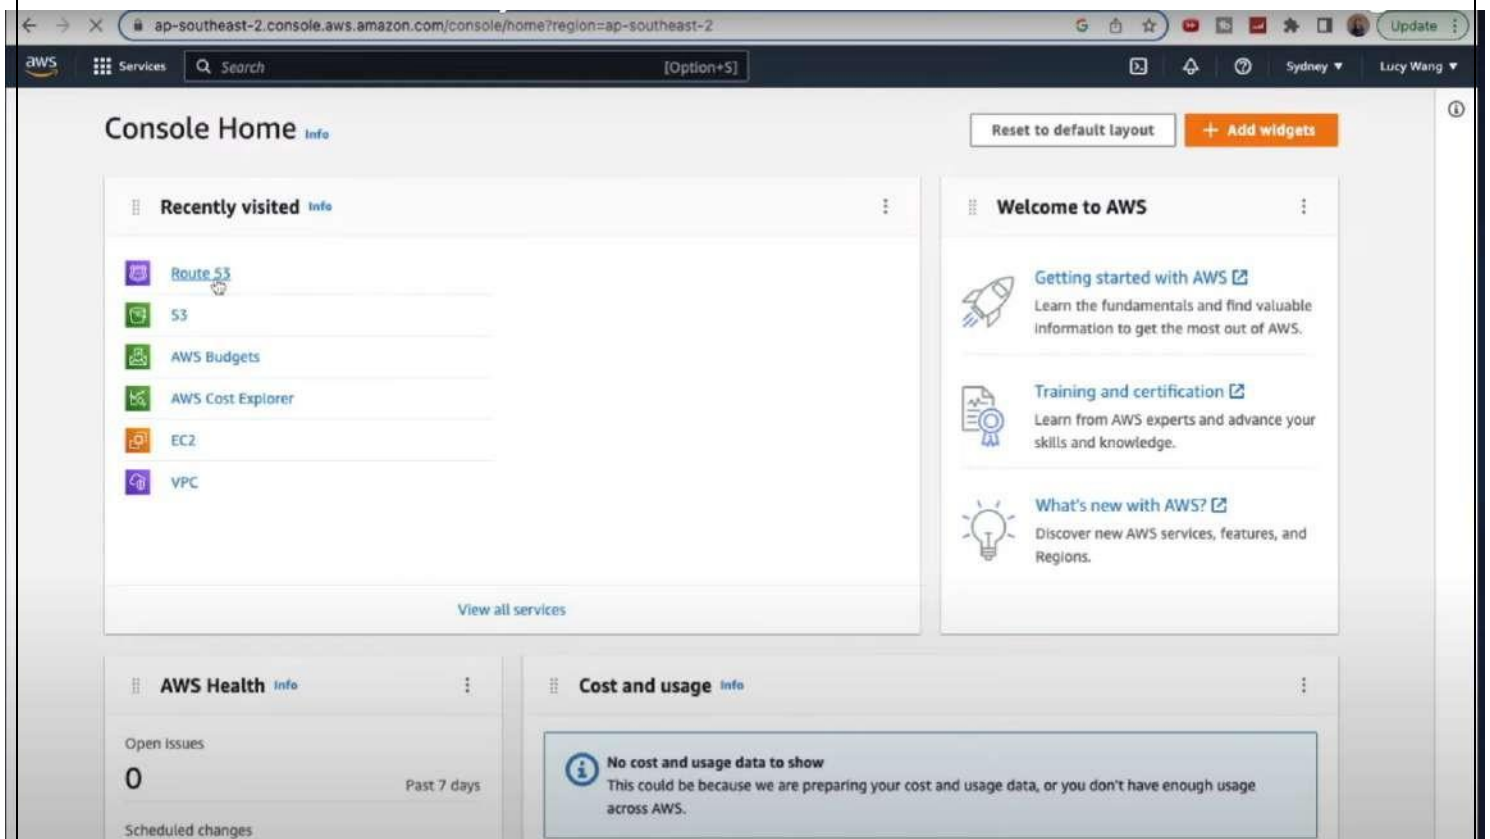 ap-southeast-2.console.aws.amazon.com/console/home?region=ap-southeast-2
Update
aws
Services
Search
[Option+S]
Sydney
Lucy Wang
Console Home Info
Reset to default layout
+ Add widgets
Recently visited Info
Route 53
S3
AWS Budgets
AWS Cost Explorer
EC2
VPC
View all services
Welcome to AWS
Getting started with AWS
Learn the fundamentals and find valuable
information to get the most out of AWS.
Training and certification
Learn from AWS experts and advance your
skills and knowledge.
What's new with AWS?
Discover new AWS services, features, and
Regions.
AWS Health Info
Open issues
0
Past 7 days
Scheduled changes
Cost and usage Info
No cost and usage data to show
This could be because we are preparing your cost and usage data, or you don't have enough usage
across AWS.